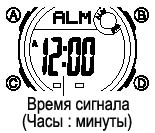 A B
ALM
A 12:00
C D
Время сигнала
(Часы : минуты)